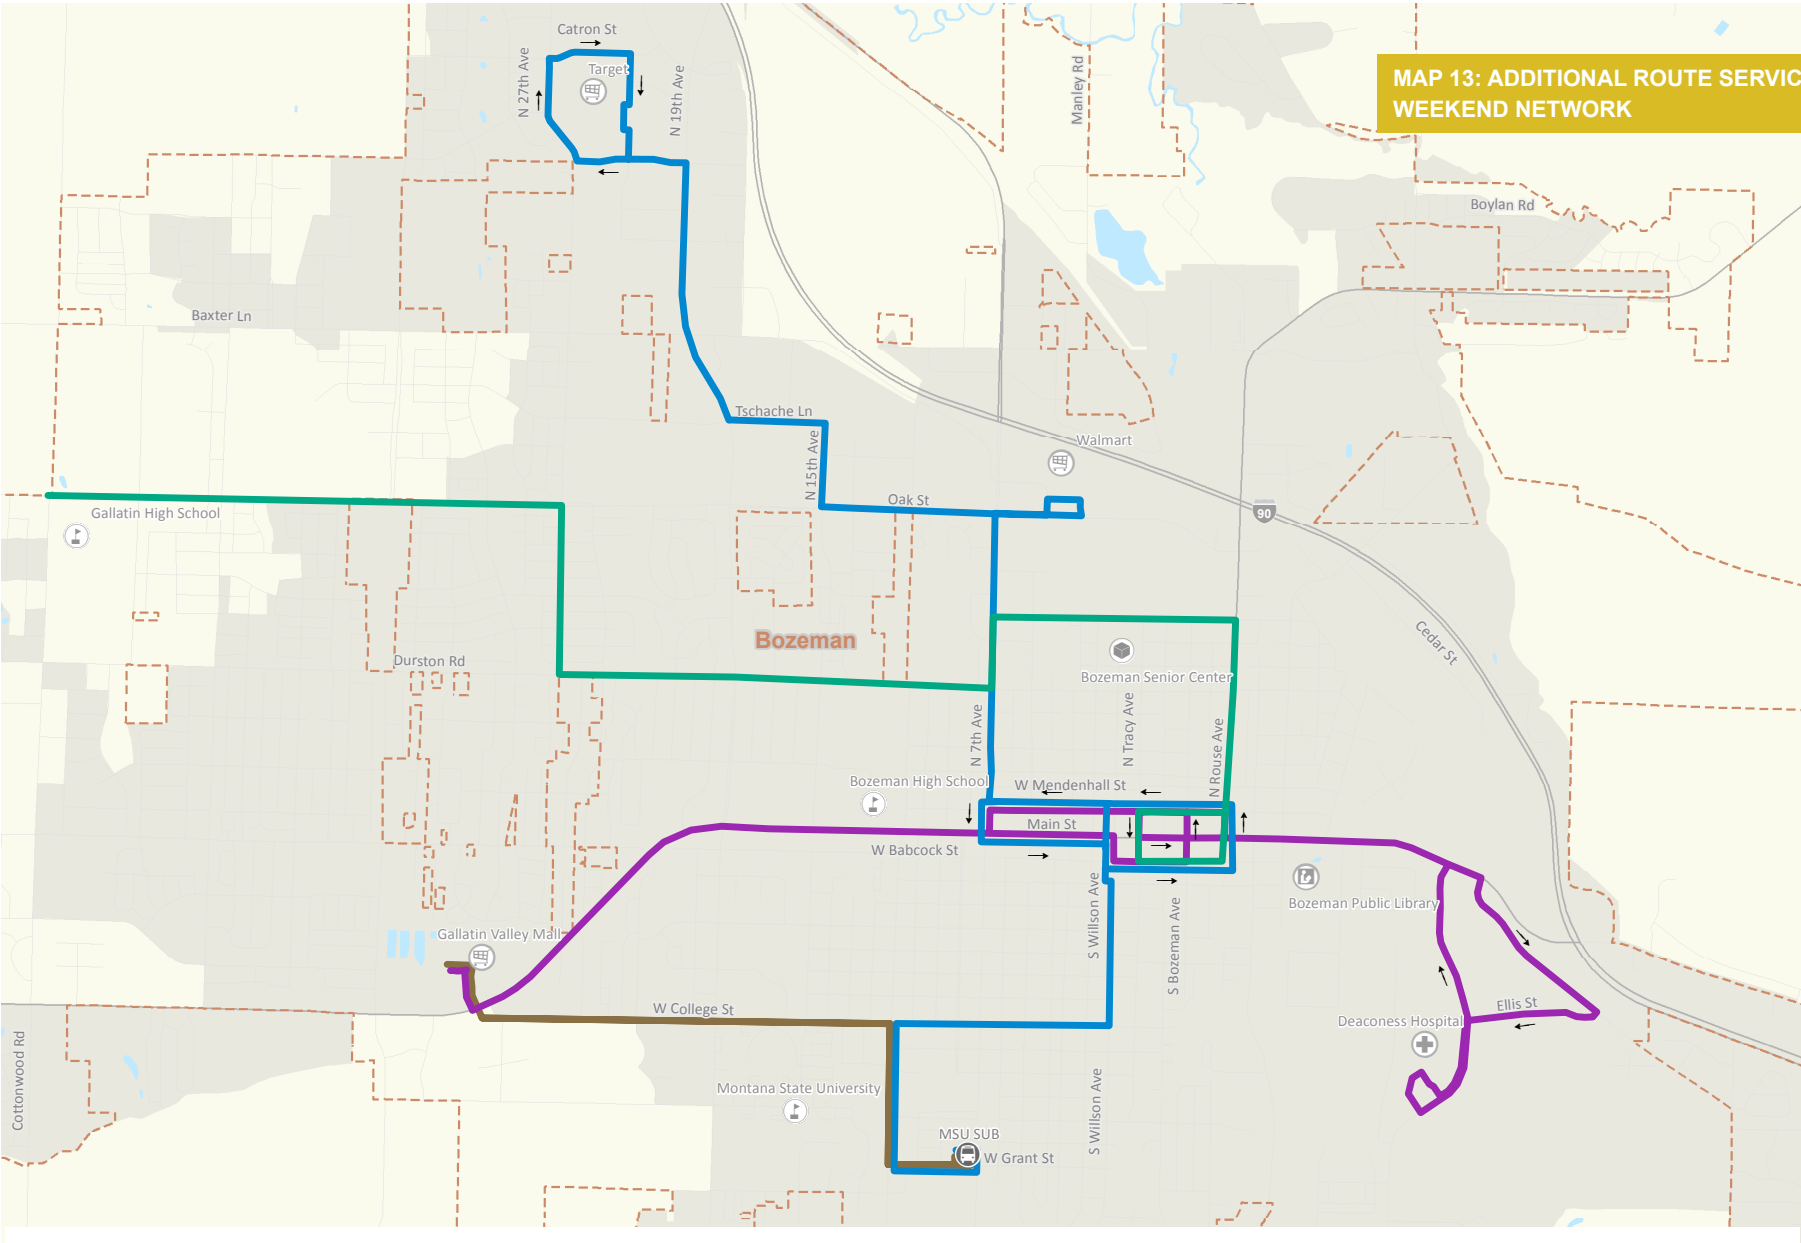 Catron St
Target
N 27th Ave
N 19th Ave
Manley Rd
MAP 13: ADDITIONAL ROUTE SERVIC
WEEKEND NETWORK
Boylan Rd
Baxter Ln
Tschache Ln
Walmart
N 15th Ave
Oak St
90
Gallatin High School
Bozeman
Cedar St
Durston Rd
Bozeman Senior Center
N 7th Ave
N Tracy Ave
N Rouse Ave
Bozeman High School
W Mendenhall St
Main St
W Babcock St
S Willson Ave
S Bozeman Ave
Bozeman Public Library
Gallatin Valley Mall
W College St
Ellis St
Deaconess Hospital
Cottonwood Rd
Montana State University
S Willson Ave
MSU SUB
W Grant St